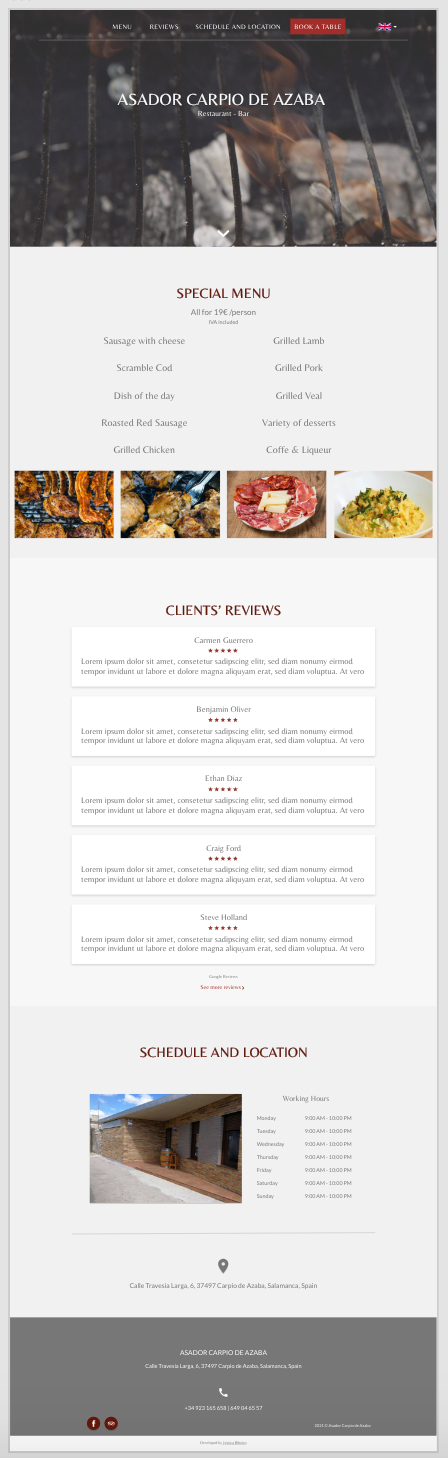 MENU REVIEWS SCHEDULE AND LOCATION BOOK A TABLE
ASADOR CARPIO DE AZABA
Restaurant - Bar
SPECIAL MENU
All for 19€ /person
IVA included
Sausage with cheese Grilled Lamb
Scramble Cod Grilled Pork
Dish of the day Grilled Veal
Roasted Red Sausage Variety of desserts
Grilled Chicken Coffe & Liqueur
CLIENTS' REVIEWS
Carmen Guerrero
★★★★★
Lorem ipsum dolor sit amet, consetetur sadipscing elitr, sed diam nonumy eirmod
tempor invidunt ut labore et dolore magna aliquyam erat, sed diam voluptua. At vero
Benjamin Oliver
★★★★★
Lorem ipsum dolor sit amet, consetetur sadipscing elitr, sed diam nonumy eirmod
tempor invidunt ut labore et dolore magna aliquyam erat, sed diam voluptua. At vero
Ethan Diaz
★★★★★
Lorem ipsum dolor sit amet, consetetur sadipscing elitr, sed diam nonumy eirmod
tempor invidunt ut labore et dolore magna aliquyam erat, sed diam voluptua. At vero
Craig Ford
★★★★★
Lorem ipsum dolor sit amet, consetetur sadipscing elitr, sed diam nonumy eirmod
tempor invidunt ut labore et dolore magna aliquyam erat, sed diam voluptua. At vero
Steve Holland
★★★★★
Lorem ipsum dolor sit amet, consetetur sadipscing elitr, sed diam nonumy eirmod
tempor invidunt ut labore et dolore magna aliquyam erat, sed diam voluptua. At vero
Google Reviews
See more reviews
SCHEDULE AND LOCATION
Working Hours
Monday 9:00 AM - 10:00 PM
Tuesday 9:00 AM - 10:00 PM
Wednesday 9:00 AM - 10:00 PM
Thursday 9:00 AM - 10:00 PM
Friday 9:00 AM - 10:00 PM
Saturday 9:00 AM - 10:00 PM
Sunday 9:00 AM - 10:00 PM
Calle Travesía Larga, 6, 37497 Carpio de Azaba, Salamanca, Spain
ASADOR CARPIO DE AZABA
Calle Travesía Larga, 6, 37497 Carpio de Azaba, Salamanca, Spain
+34 923 165 658 | 649 04 65 57
© Asador Carpio de Azaba
Developed by